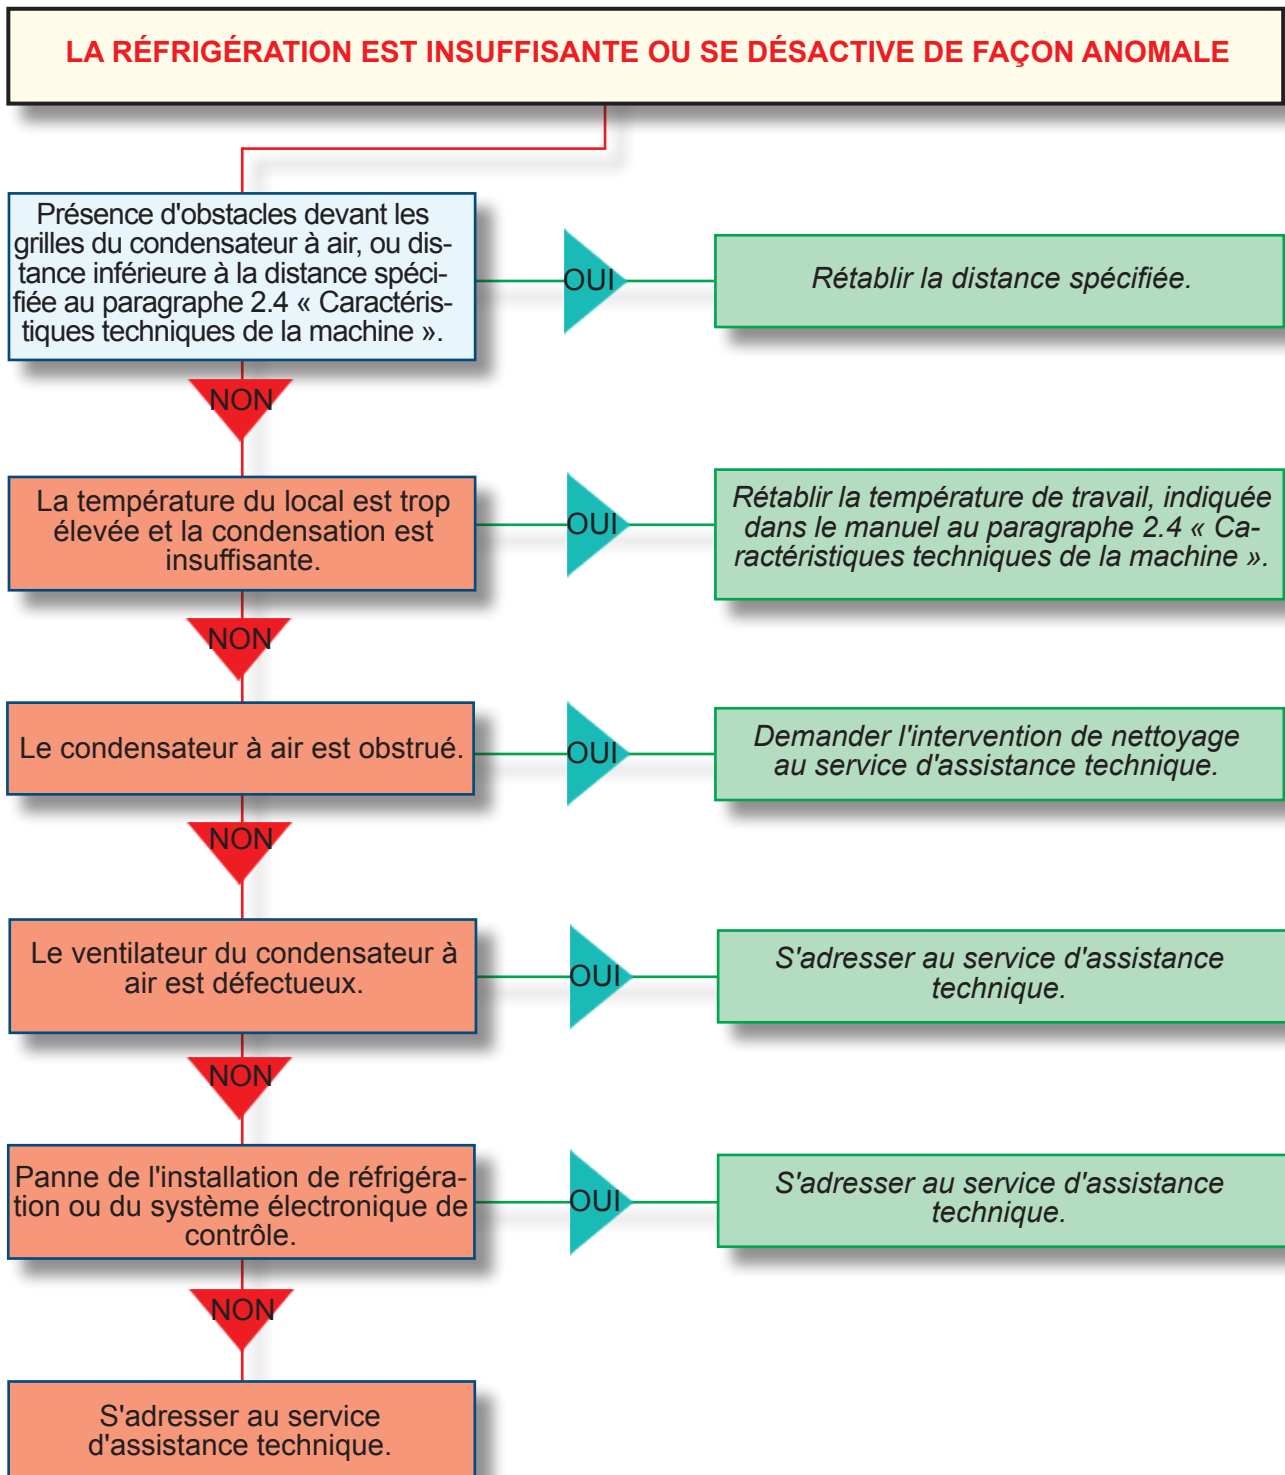 LA RÉFRIGÉRATION EST INSUFFISANTE OU SE DÉSACTIVE DE FAÇON ANOMALE
Présence d'obstacles devant les
grilles du condensateur à air, ou dis-
tance inférieure à la distance spéci-
fiée au paragraphe 2.4 « Caractéris-
tiques techniques de la machine ».
OUI
Rétablir la distance spécifiée.
NON
La température du local est trop
élevée et la condensation est
insuffisante.
OUI
Rétablir la température de travail, indiquée
dans le manuel au paragraphe 2.4 « Ca-
ractéristiques techniques de la machine ».
NON
Le condensateur à air est obstrué.
OUI
Demander l'intervention de nettoyage
au service d'assistance technique.
NON
Le ventilateur du condensateur à
air est défectueux.
OUI
S'adresser au service d'assistance
technique.
NON
Panne de l'installation de réfrigéra-
tion ou du système électronique de
contrôle.
OUI
S'adresser au service d'assistance
technique.
NON
S'adresser au service
d'assistance technique.